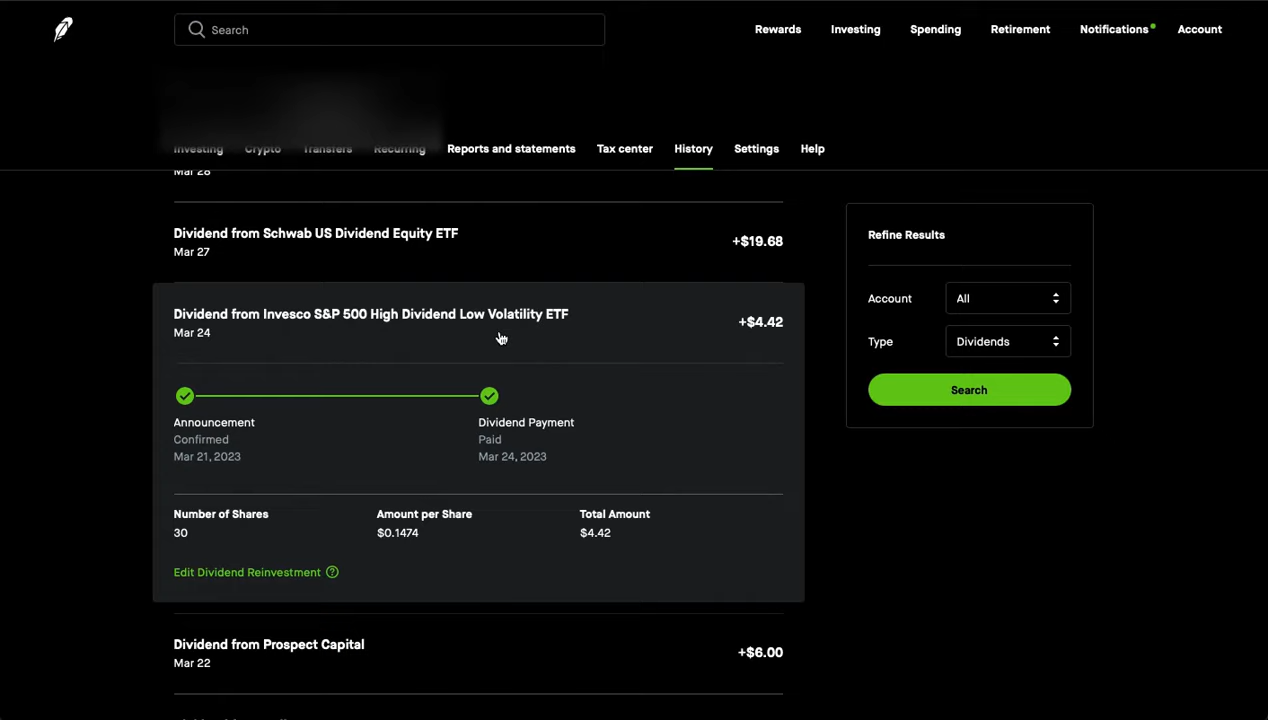 Search
Rewards
Investing
Spending
Retirement
Notifications
Account
Investing
Crypto
Transfers
Recurring
Reports and statements
Tax center
History
Settings
Help
Mar 28
Dividend from Schwab US Dividend Equity ETF
Mar 27
+$19.68
Dividend from Invesco S&P 500 High Dividend Low Volatility ETF
Mar 24
+$4.42
Announcement
Confirmed
Mar 21, 2023
Dividend Payment
Paid
Mar 24, 2023
Number of Shares
30
Amount per Share
$0.1474
Total Amount
$4.42
Edit Dividend Reinvestment ?
Dividend from Prospect Capital
Mar 22
+$6.00
Refine Results
Account
All
Type
Dividends
Search